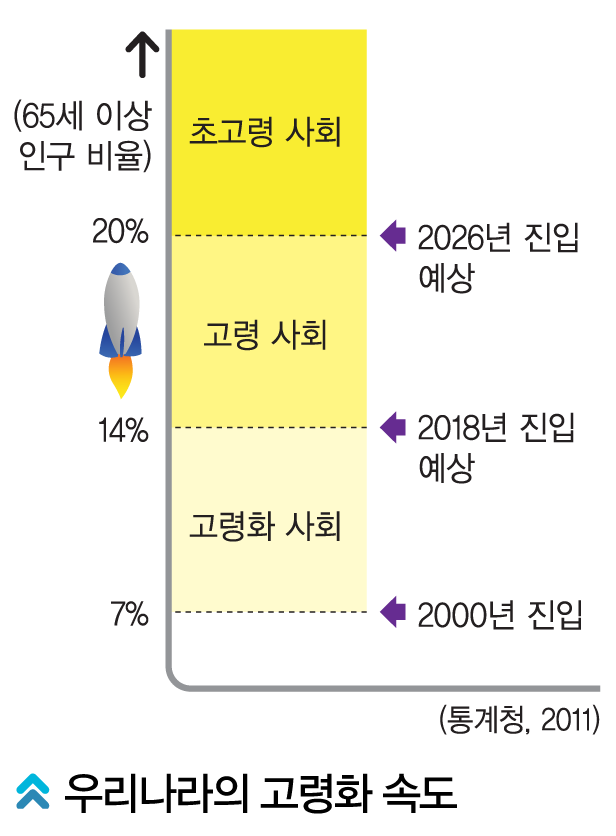 (65세 이상
인구 비율)
초고령 사회
20%
2026년 진입
예상
고령 사회
14%
2018년 진입
예상
고령화 사회
7%
2000년 진입
(통계청, 2011)
우리나라의 고령화 속도